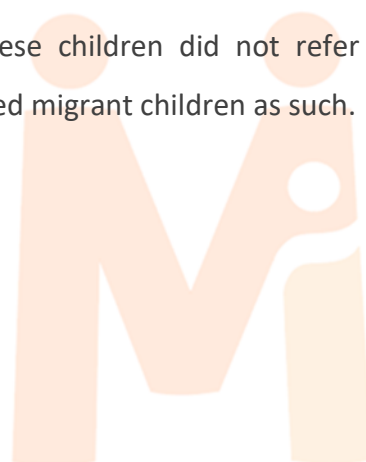 ese children did not refer
ed migrant children as such.